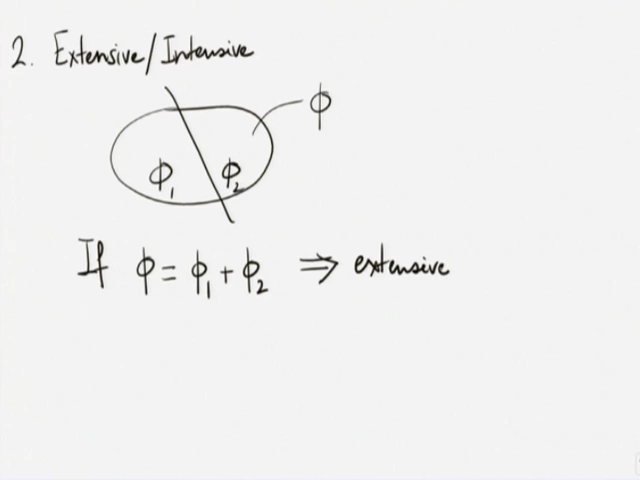 2. Extensive/Intensive
ϕ
ϕ₁ ϕ₂
If ϕ = ϕ₁ + ϕ₂ ⇒ extensive